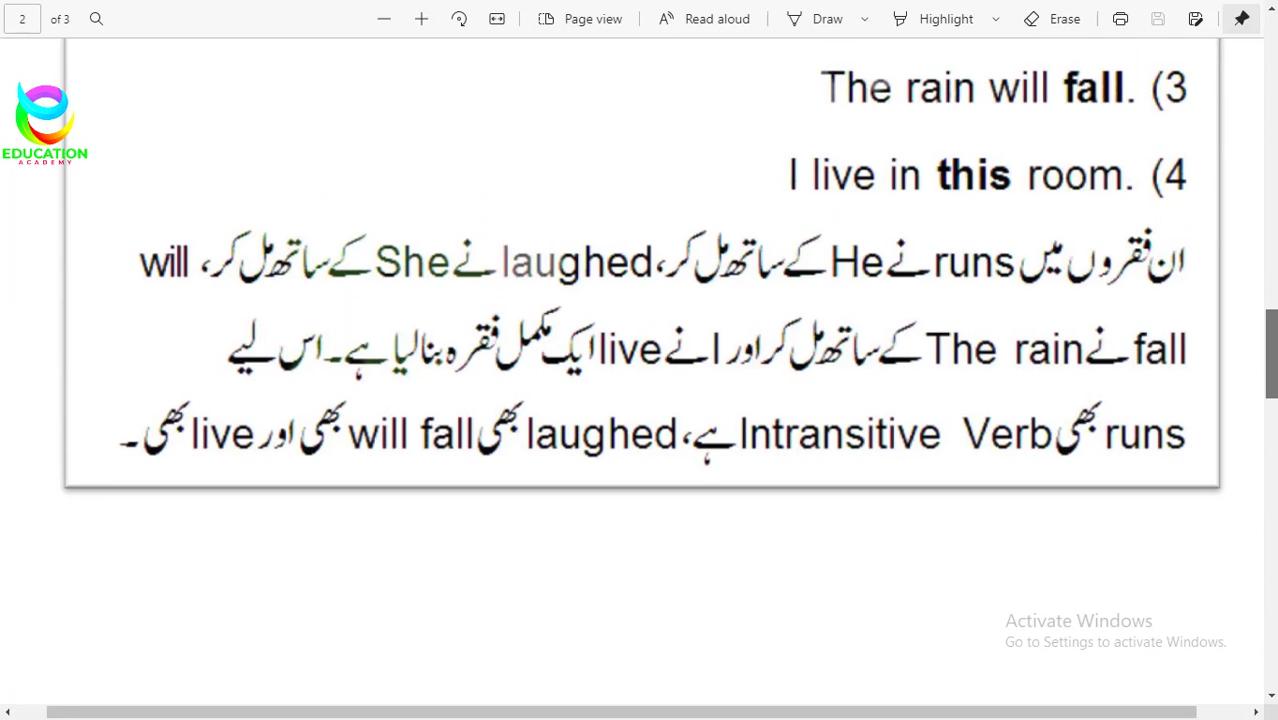 2 of 3 Page view Read aloud Draw Highlight Erase
The rain will fall. (3
I live in this room. (4
EDUCATION
ACADEMY
ان فقروں میں runs نے He کے ساتھ مل کر، laughed نے She کے ساتھ مل کر، will
fall نے The rain کے ساتھ مل کر اور I نے live ایک مکمل فقرہ بنا لیا ہے۔ اس لیے
runs بھی Intransitive Verb ہے، laughed بھی will fall بھی اور live بھی۔
Activate Windows
Go to Settings to activate Windows.